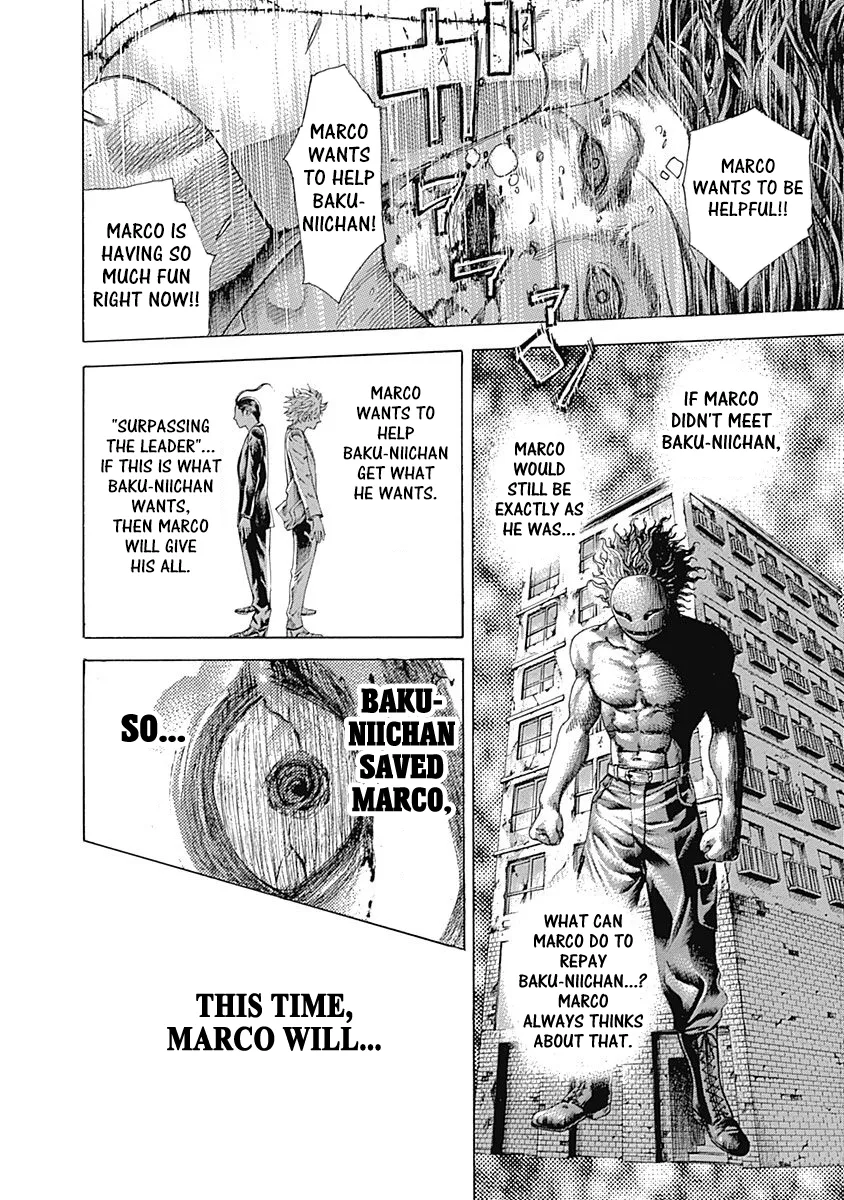 MARCO
WANTS TO BE
HELPFUL!!
MARCO
WANTS
TO HELP
BAKU-
NIICHAN!
MARCO IS
HAVING SO
MUCH FUN
RIGHT NOW!!
IF MARCO
DIDN'T MEET
BAKU-NIICHAN,
MARCO
WOULD
STILL BE
EXACTLY AS
HE WAS...
WHAT CAN
MARCO DO TO
REPAY
BAKU-NIICHAN...?
MARCO
ALWAYS THINKS
ABOUT THAT.
MARCO
WANTS TO
HELP
BAKU-NIICHAN
GET WHAT
HE WANTS.
"SURPASSING
THE LEADER"...
IF THIS IS WHAT
BAKU-NIICHAN
WANTS,
THEN MARCO
WILL GIVE
HIS ALL.
BAKU-
NIICHAN
SAVED
MARCO,
SO...
THIS TIME,
MARCO WILL...